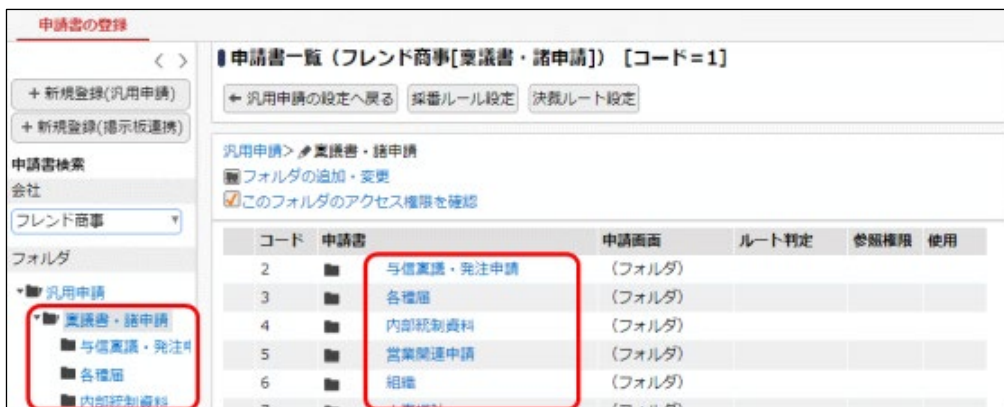 申請書の登録
< >
+ 新規登録(汎用申請)
+ 新規登録(掲示板連携)
申請書検索
会社
フレンド商事
フォルダ
汎用申請
稟議書・諸申請
与信稟議・発注
各種届
内部統制資料
申請書一覧(フレンド商事[稟議書・諸申請]) [コード=1]
← 汎用申請の設定へ戻る 採番ルール設定 決裁ルート設定
汎用申請> 稟議書・諸申請
フォルダの追加・変更
このフォルダのアクセス権限を確認
コード 申請書 申請画面 ルート判定 参照権限 使用
2 与信稟議・発注申請 (フォルダ)
3 各種届 (フォルダ)
4 内部統制資料 (フォルダ)
5 営業関連申請 (フォルダ)
6 組織 (フォルダ)